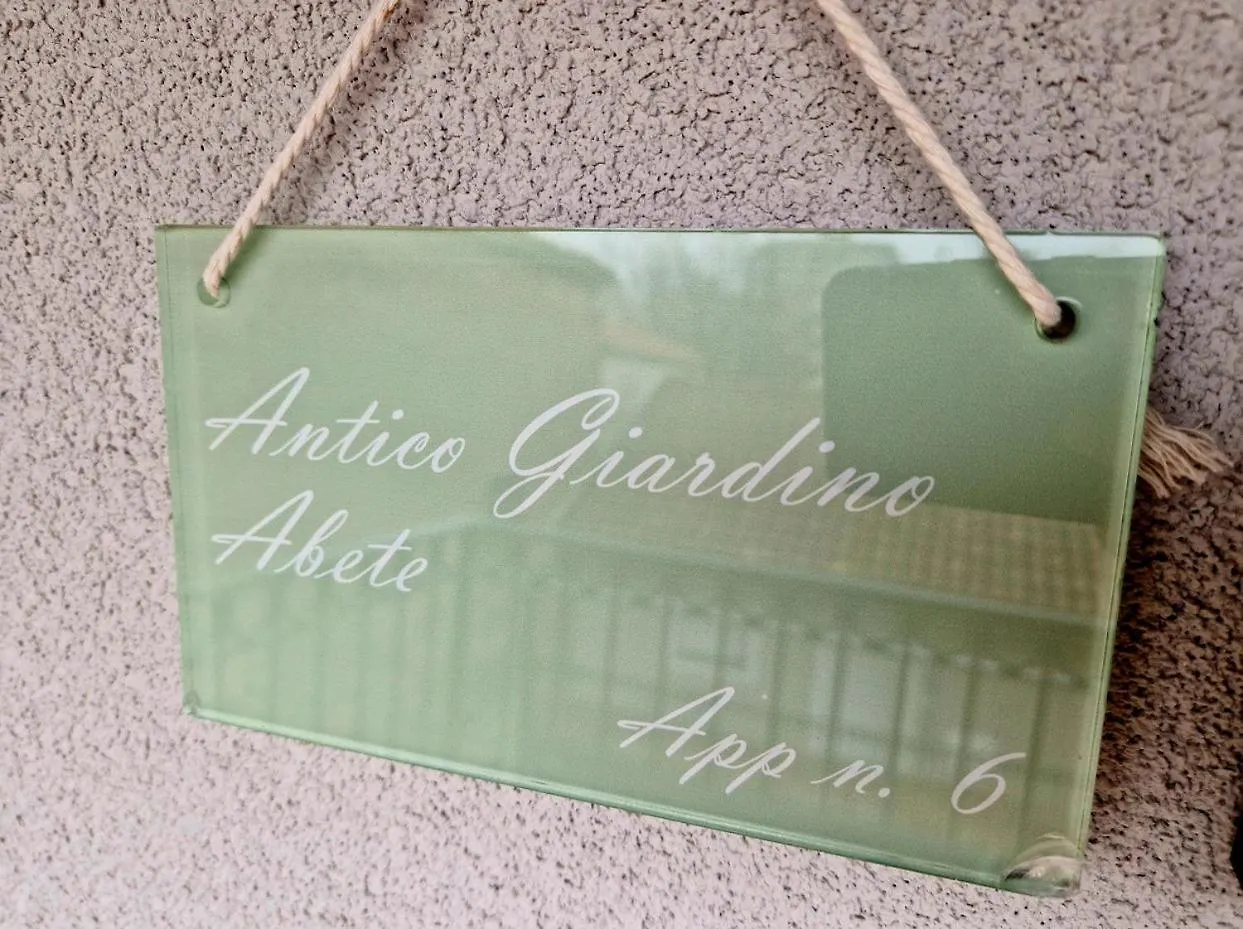 Antico Giardino
Abete
App n. 6